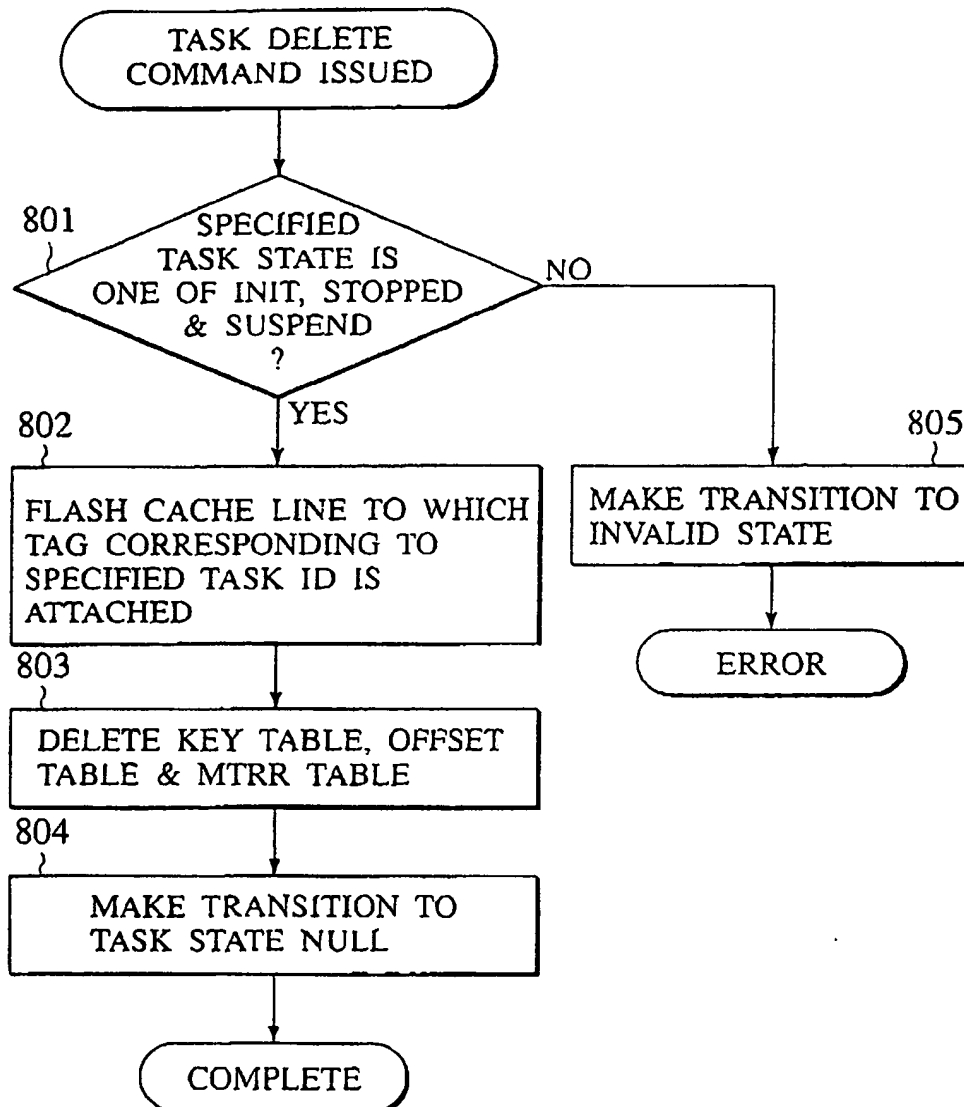 TASK DELETE
COMMAND ISSUED
801
SPECIFIED
TASK STATE IS
ONE OF INIT, STOPPED
& SUSPEND
?
NO
YES
802
FLASH CACHE LINE TO WHICH
TAG CORRESPONDING TO
SPECIFIED TASK ID IS
ATTACHED
805
MAKE TRANSITION TO
INVALID STATE
ERROR
803
DELETE KEY TABLE, OFFSET
TABLE & MTRR TABLE
804
MAKE TRANSITION TO
TASK STATE NULL
COMPLETE